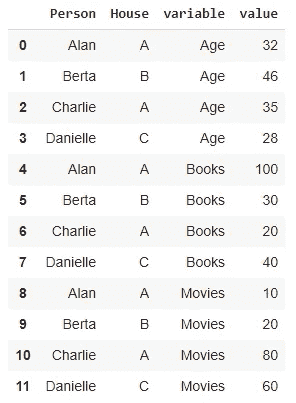 Person House variable value
0 Alan A Age 32
1 Berta B Age 46
2 Charlie A Age 35
3 Danielle C Age 28
4 Alan A Books 100
5 Berta B Books 30
6 Charlie A Books 20
7 Danielle C Books 40
8 Alan A Movies 10
9 Berta B Movies 20
10 Charlie A Movies 80
11 Danielle C Movies 60